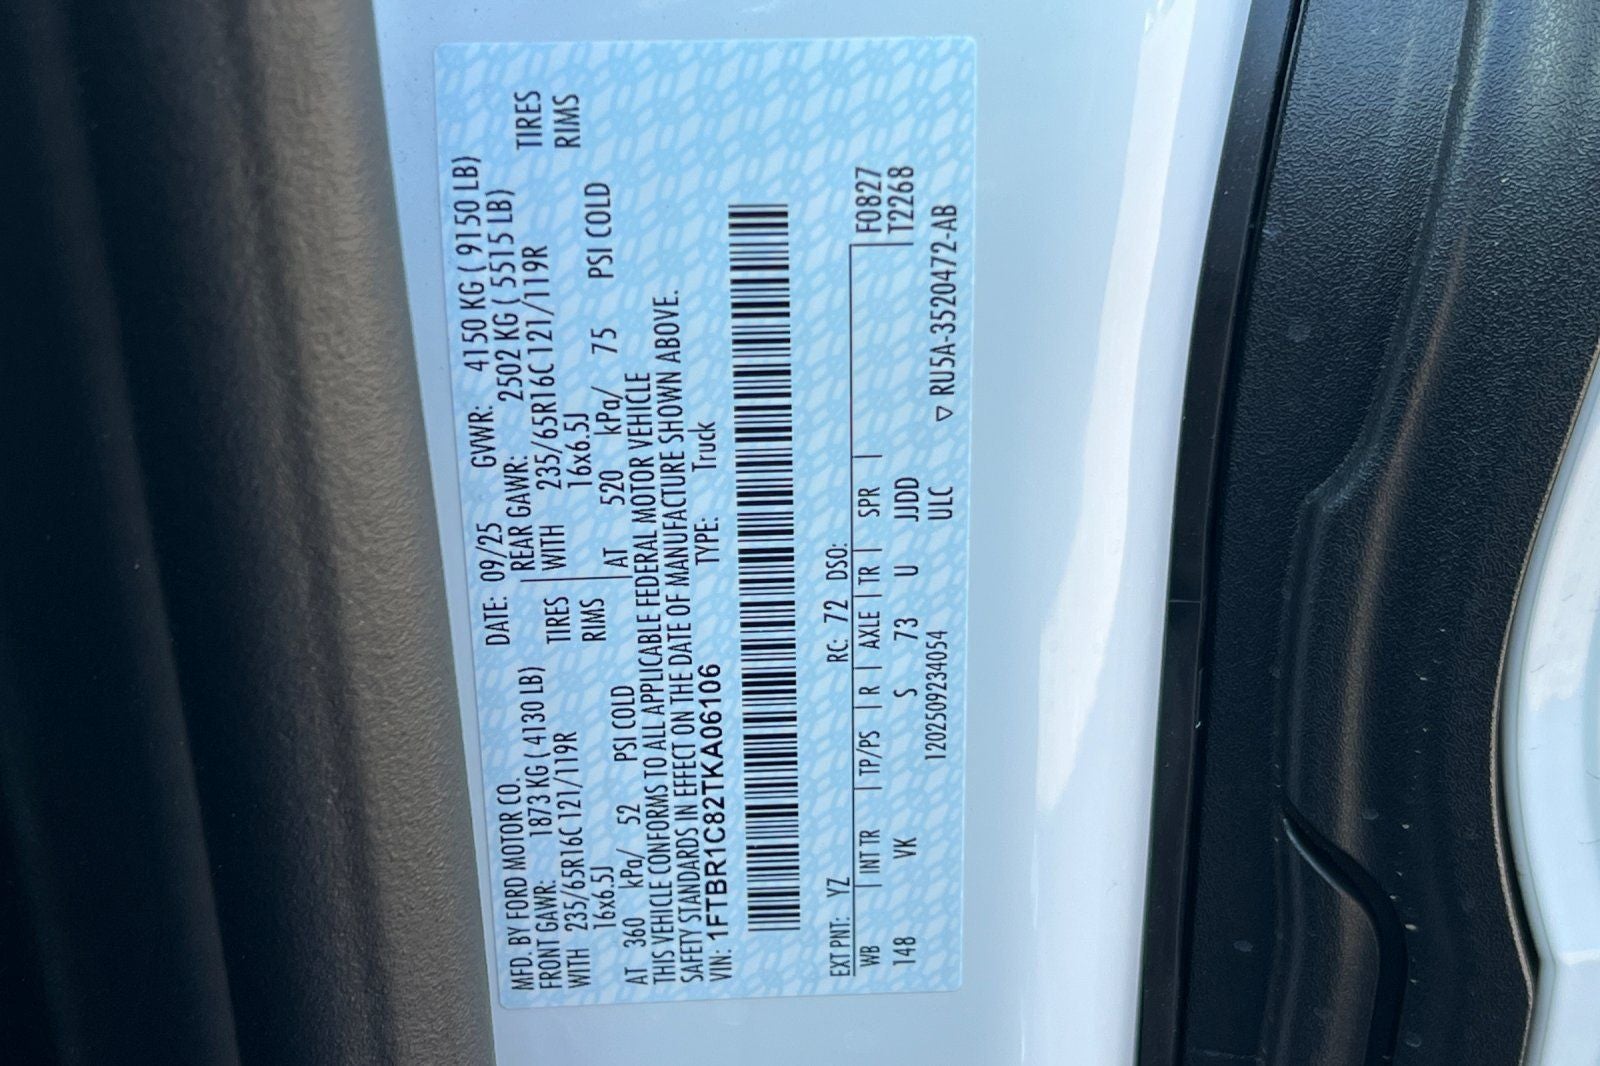 MFD. BY FORD MOTOR CO. DATE: 09/25 GVWR: 4150 KG ( 9150 LB)
FRONT GAWR: 1873 KG ( 4130 LB) REAR GAWR: 2502 KG ( 5515 LB)
WITH 235/65R16C 121/119R TIRES WITH 235/65R16C 121/119R TIRES
16x6.5J RIMS 16x6.5J RIMS
AT 360 kPa/ 52 PSI COLD AT 520 kPa/ 75 PSI COLD
THIS VEHICLE CONFORMS TO ALL APPLICABLE FEDERAL MOTOR VEHICLE
SAFETY STANDARDS IN EFFECT ON THE DATE OF MANUFACTURE SHOWN ABOVE.
VIN: 1FTBR1C82TKA06106 TYPE: Truck
EXT PNT: YZ RC: 72 DSO: F0827
WB INT TR TP/PS R AXLE TR SPR T2268
148 VK S 73 U JJDD
1202509234054 ULC ▽ RU5A-3520472-AB